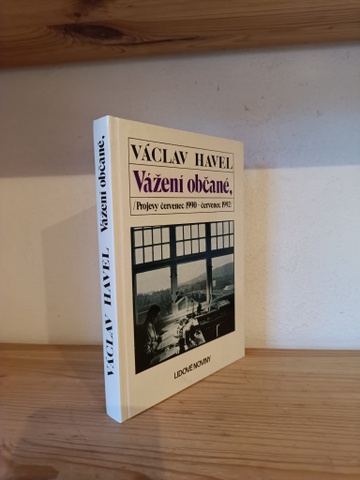 VÁCLAV HAVEL Vážení občané,
VÁCLAV HAVEL
Vážení občané,
/Projevy červenec 1990 - červenec 1992/
LIDOVÉ NOVINY